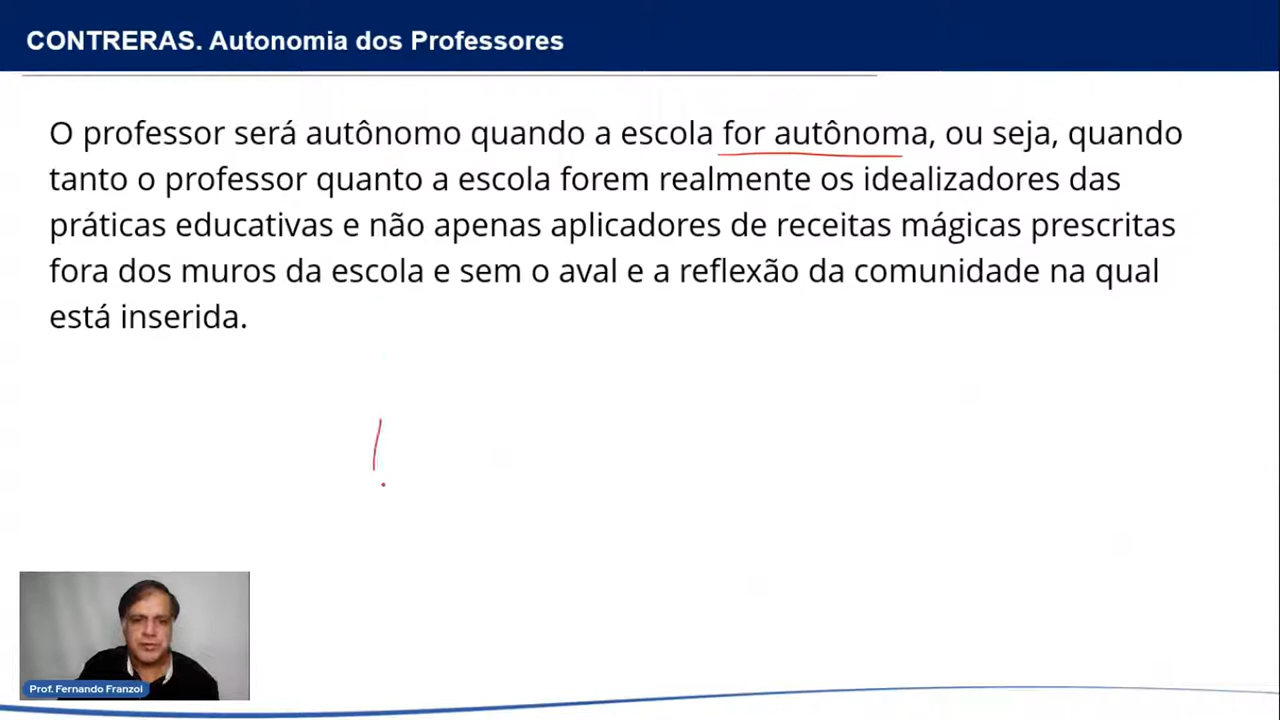 CONTRERAS. Autonomia dos Professores
O professor será autônomo quando a escola for autônoma, ou seja, quando
tanto o professor quanto a escola forem realmente os idealizadores das
práticas educativas e não apenas aplicadores de receitas mágicas prescritas
fora dos muros da escola e sem o aval e a reflexão da comunidade na qual
está inserida.
Prof. Fernando Franzoi